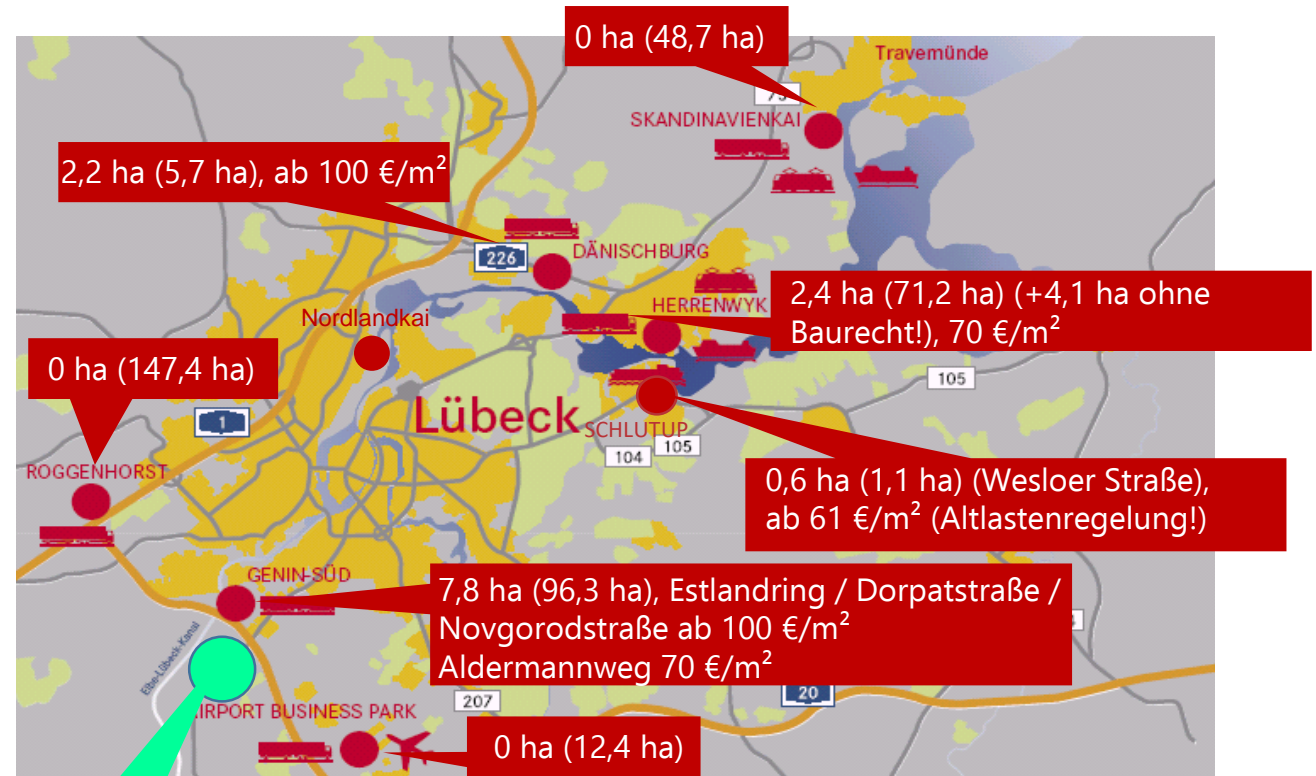 0 ha (48,7 ha)
Travemünde
75
SKANDINAVIENKAI
2,2 ha (5,7 ha), ab 100 €/m²
226
DÄNISCHBURG
HERRENWYK
2,4 ha (71,2 ha) (+4,1 ha ohne
Baurecht!), 70 €/m²
Nordlandkai
0 ha (147,4 ha)
105
1
Lübeck
SCHLUTUP
104
105
ROGGENHORST
0,6 ha (1,1 ha) (Wesloer Straße),
ab 61 €/m² (Altlastenregelung!)
GENIN-SÜD
7,8 ha (96,3 ha), Estlandring / Dorpatstraße /
Novgorodstraße ab 100 €/m²
Aldermannweg 70 €/m²
Elbe-Lübeck-Kanal
20
207
AIRPORT BUSINESS PARK
0 ha (12,4 ha)